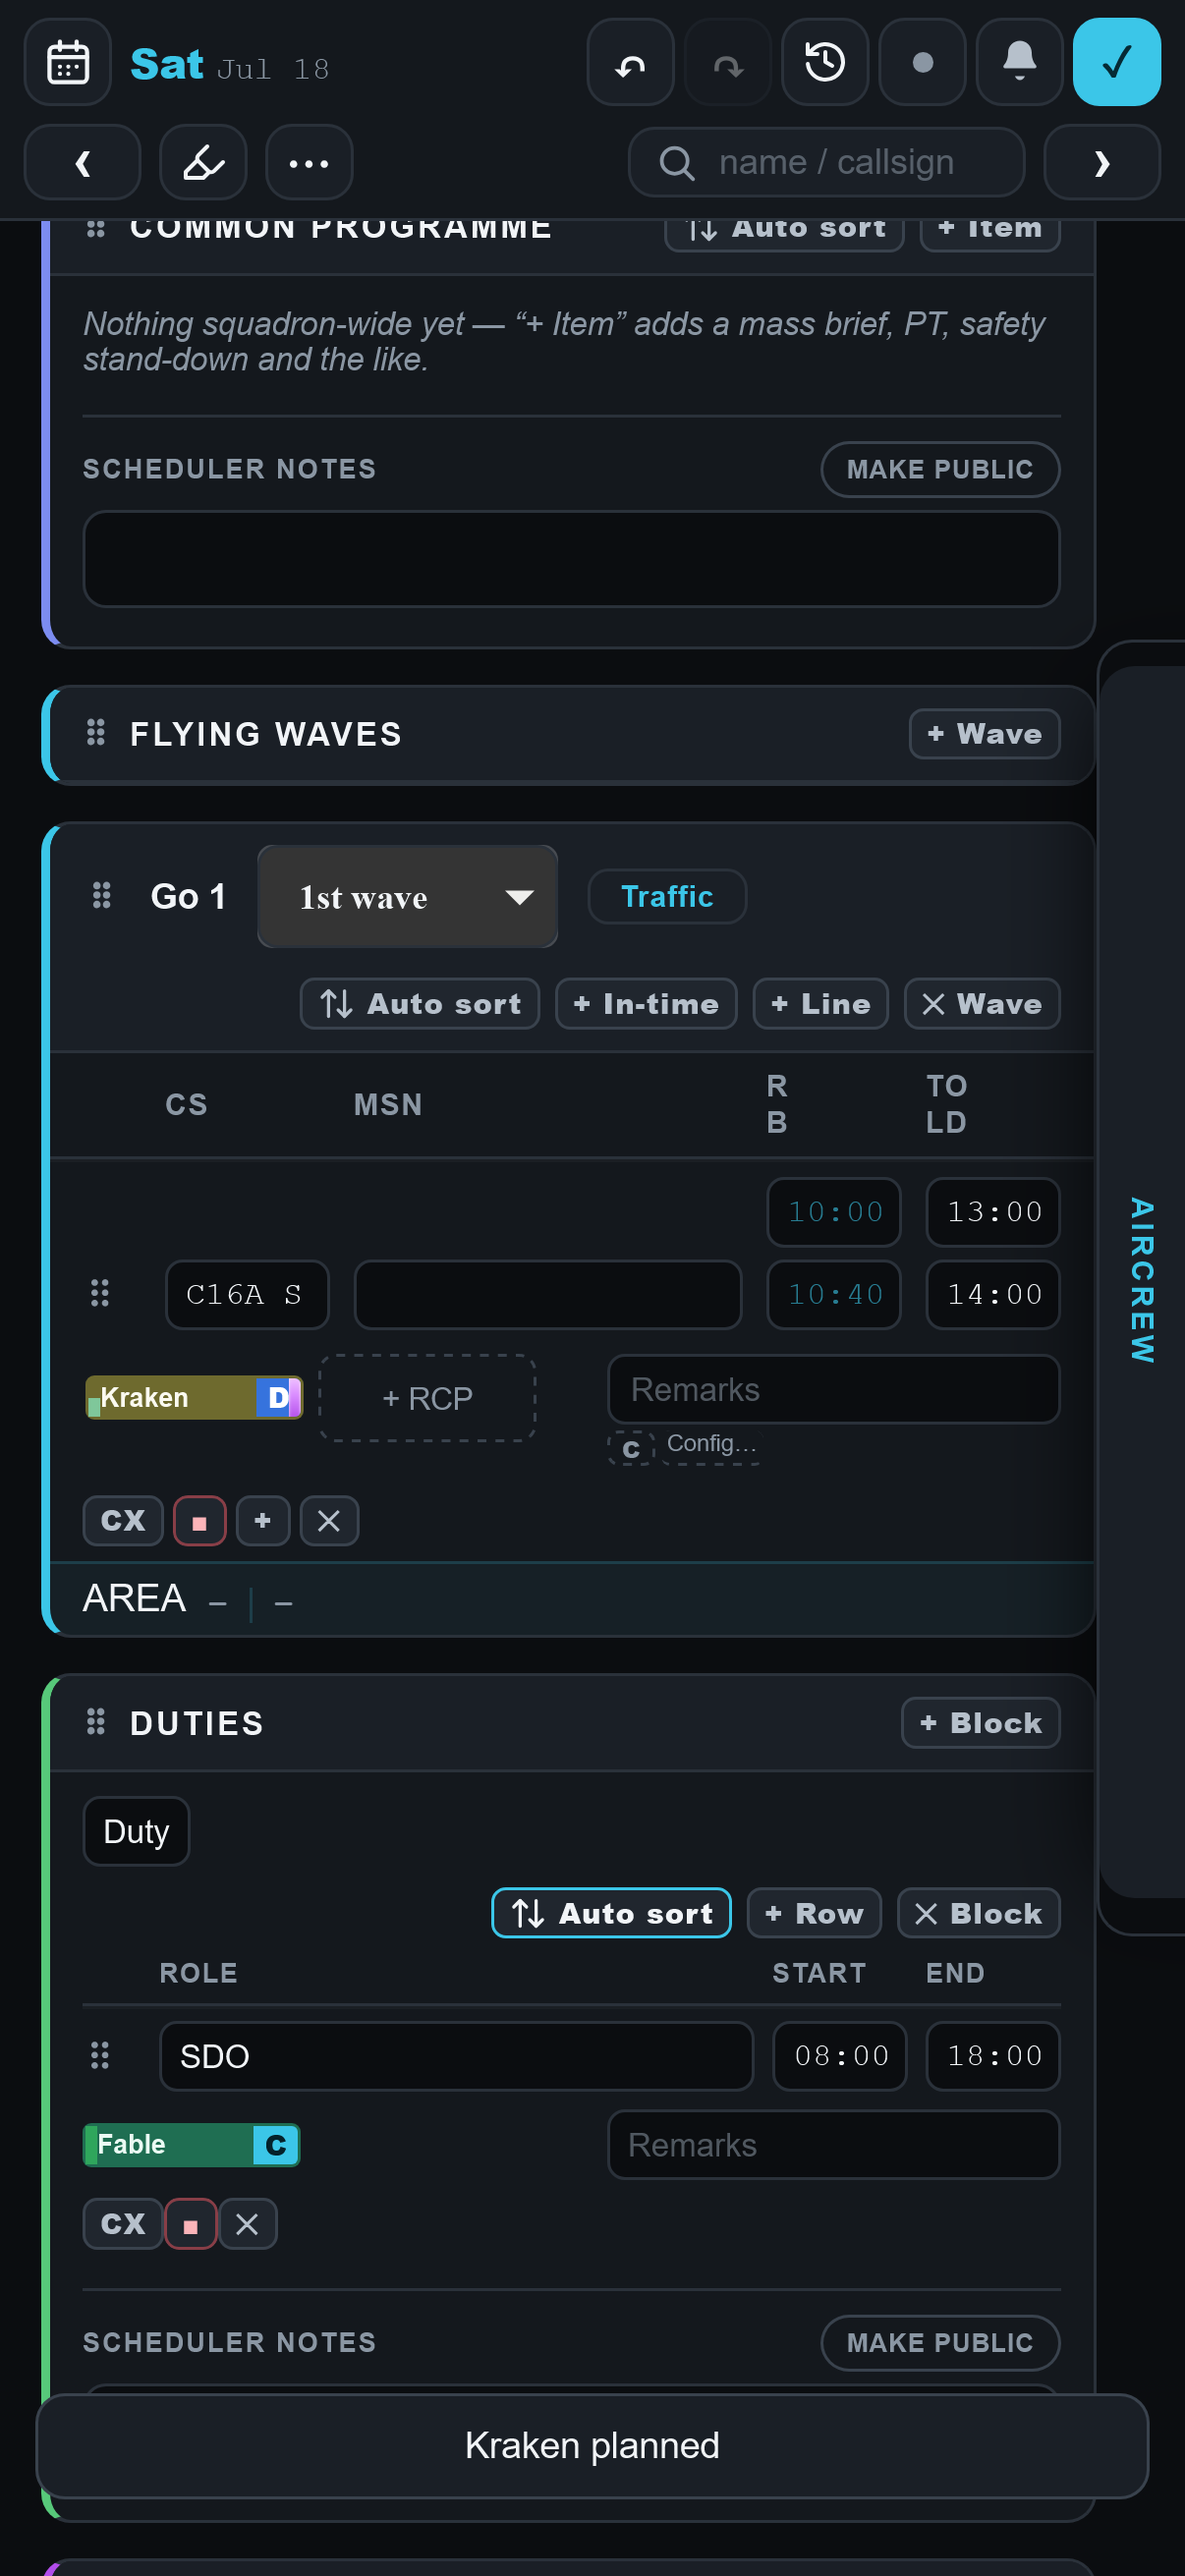 Sat Jul 18
name / callsign
COMMON PROGRAMME
Auto sort
+ Item
Nothing squadron-wide yet — “+ Item” adds a mass brief, PT, safety
stand-down and the like.
SCHEDULER NOTES
MAKE PUBLIC
FLYING WAVES
+ Wave
Go 1
1st wave
Traffic
Auto sort
+ In-time
+ Line
× Wave
CS
MSN
R
B
TO
LD
10:00
13:00
C16A S
10:40
14:00
Kraken D
+ RCP
Remarks
C
Config...
CX
+
×
AREA – | –
AIRCREW
DUTIES
+ Block
Duty
Auto sort
+ Row
× Block
ROLE
START
END
SDO
08:00
18:00
Fable C
Remarks
CX
×
SCHEDULER NOTES
MAKE PUBLIC
Kraken planned